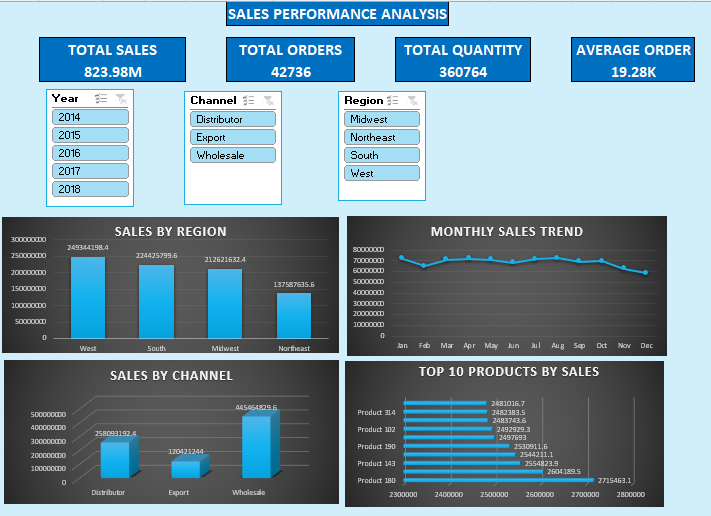 SALES PERFORMANCE ANALYSIS
TOTAL SALES
823.98M
TOTAL ORDERS
42736
TOTAL QUANTITY
360764
AVERAGE ORDER
19.28K
Year
2014
2015
2016
2017
2018
Channel
Distributor
Export
Wholesale
Region
Midwest
Northeast
South
West
SALES BY REGION
300000000
250000000
200000000
150000000
100000000
50000000
0
249344198.4
224425799.6
212621632.4
137587635.6
West South Midwest Northeast
MONTHLY SALES TREND
80000000
70000000
60000000
50000000
40000000
30000000
20000000
10000000
0
Jan Feb Mar Apr May Jun Jul Aug Sep Oct Nov Dec
SALES BY CHANNEL
500000000
400000000
300000000
200000000
100000000
0
258093192.4
120421244
445464829.6
Distributor Export Wholesale
TOP 10 PRODUCTS BY SALES
2481016.7
Product 314 2482383.5
2483743.6
Product 102 2492929.3
2497693
Product 190 2530911.6
2544211.1
Product 143 2554823.9
2604189.5
Product 180 2715463.1
2300000 2400000 2500000 2600000 2700000 2800000